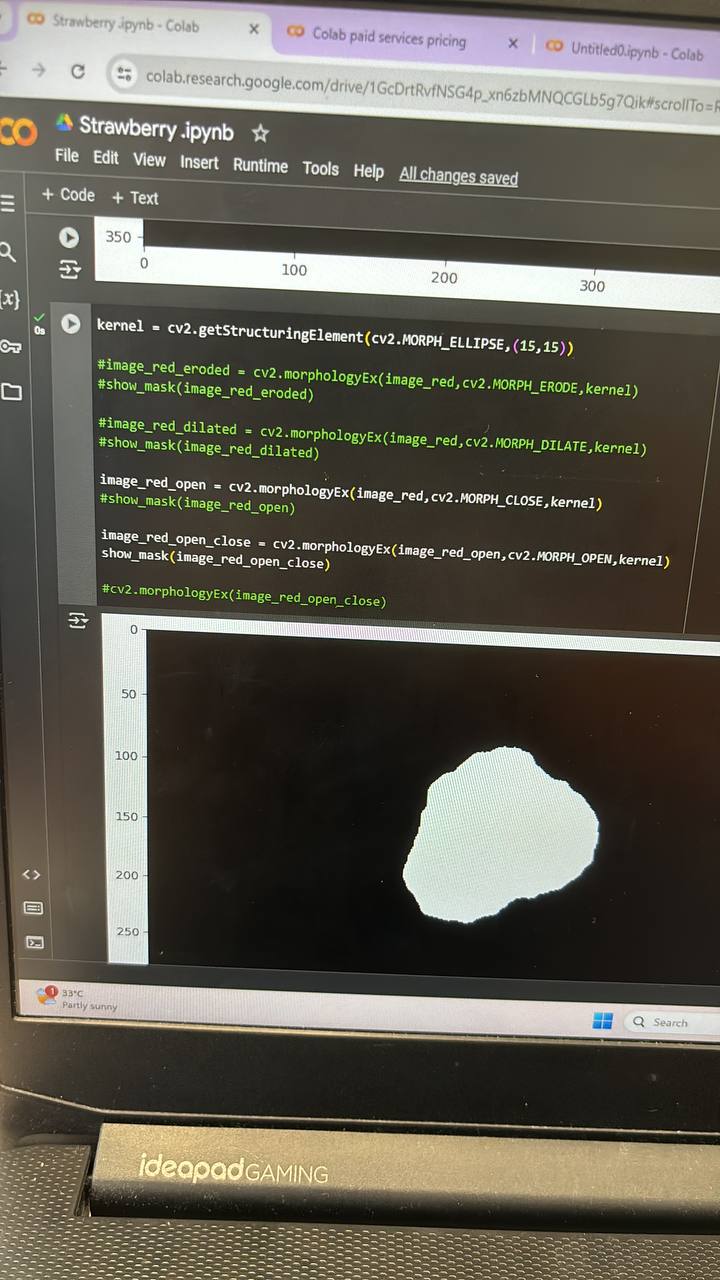 Strawberry .ipynb - Colab
Colab paid services pricing
Untitled0.ipynb - Colab
colab.research.google.com/drive/1GcDrtRvfNSG4p_xn6zbMNQCGLb5g7Qik#scrollTo=
CO
Strawberry .ipynb
File Edit View Insert Runtime Tools Help All changes saved
+ Code + Text
350
0 100 200 300
{x}
0s
kernel = cv2.getStructuringElement(cv2.MORPH_ELLIPSE,(15,15))
#image_red_eroded = cv2.morphologyEx(image_red,cv2.MORPH_ERODE,kernel)
#show_mask(image_red_eroded)
#image_red_dilated = cv2.morphologyEx(image_red,cv2.MORPH_DILATE,kernel)
#show_mask(image_red_dilated)
image_red_open = cv2.morphologyEx(image_red,cv2.MORPH_CLOSE,kernel)
#show_mask(image_red_open)
image_red_open_close = cv2.morphologyEx(image_red_open,cv2.MORPH_OPEN,kernel)
show_mask(image_red_open_close)
#cv2.morphologyEx(image_red_open_close)
0
50
100
150
200
250
1
33°C
Partly sunny
Search
ideapad GAMING